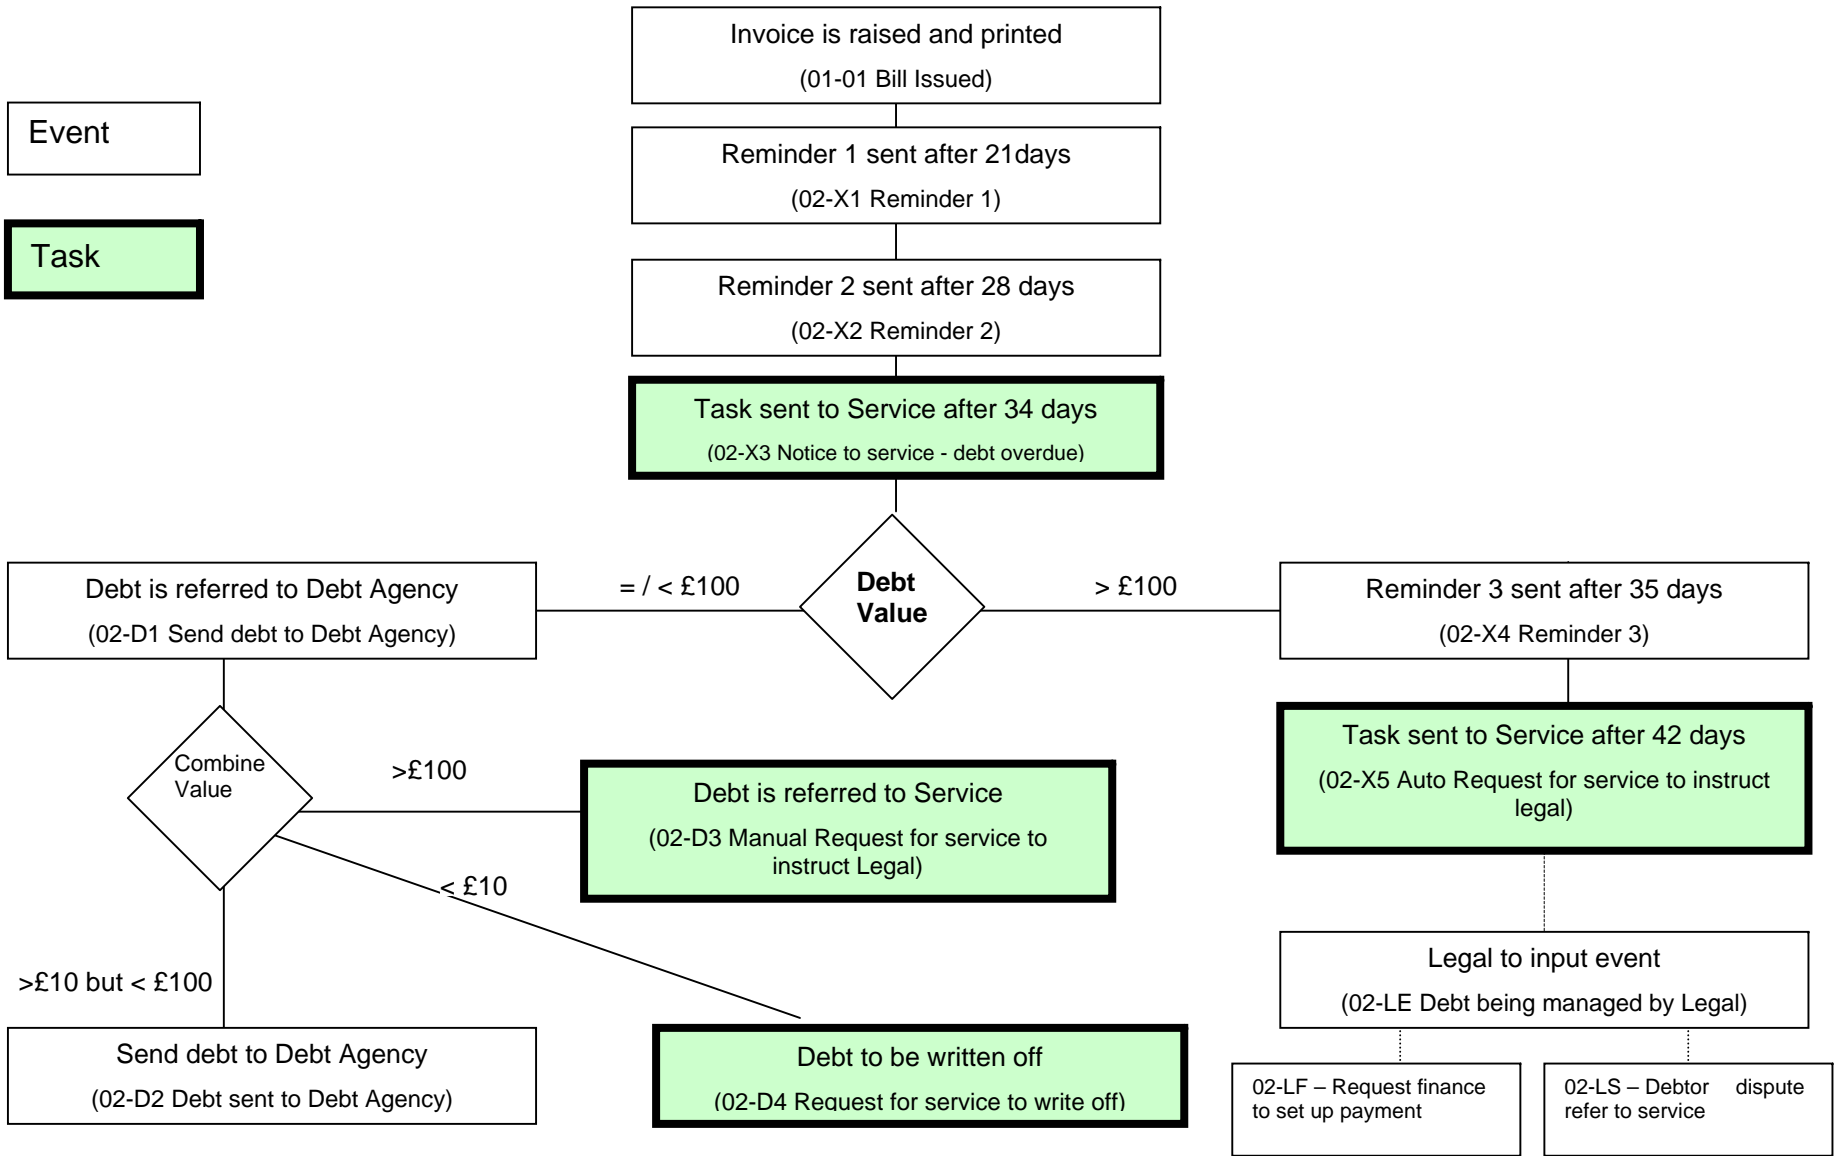 Invoice is raised and printed
(01-01 Bill Issued)
Event
Reminder 1 sent after 21days
(02-X1 Reminder 1)
Task
Reminder 2 sent after 28 days
(02-X2 Reminder 2)
Task sent to Service after 34 days
(02-X3 Notice to service - debt overdue)
Debt is referred to Debt Agency
(02-D1 Send debt to Debt Agency)
= / < £100
Debt
Value
> £100
Reminder 3 sent after 35 days
(02-X4 Reminder 3)
Combine
Value
>£100
Debt is referred to Service
(02-D3 Manual Request for service to
instruct Legal)
Task sent to Service after 42 days
(02-X5 Auto Request for service to instruct
legal)
< £10
>£10 but < £100
Legal to input event
(02-LE Debt being managed by Legal)
Send debt to Debt Agency
(02-D2 Debt sent to Debt Agency)
Debt to be written off
(02-D4 Request for service to write off)
02-LF – Request finance
to set up payment
02-LS – Debtor dispute
refer to service